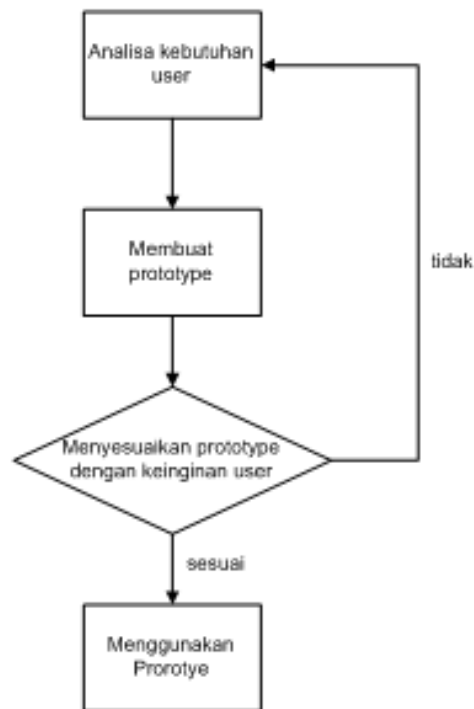 Analisa kebutuhan
user
Membuat
prototype
tidak
Menyesuaikan prototype
dengan keinginan user
sesuai
Menggunakan
Prorotye